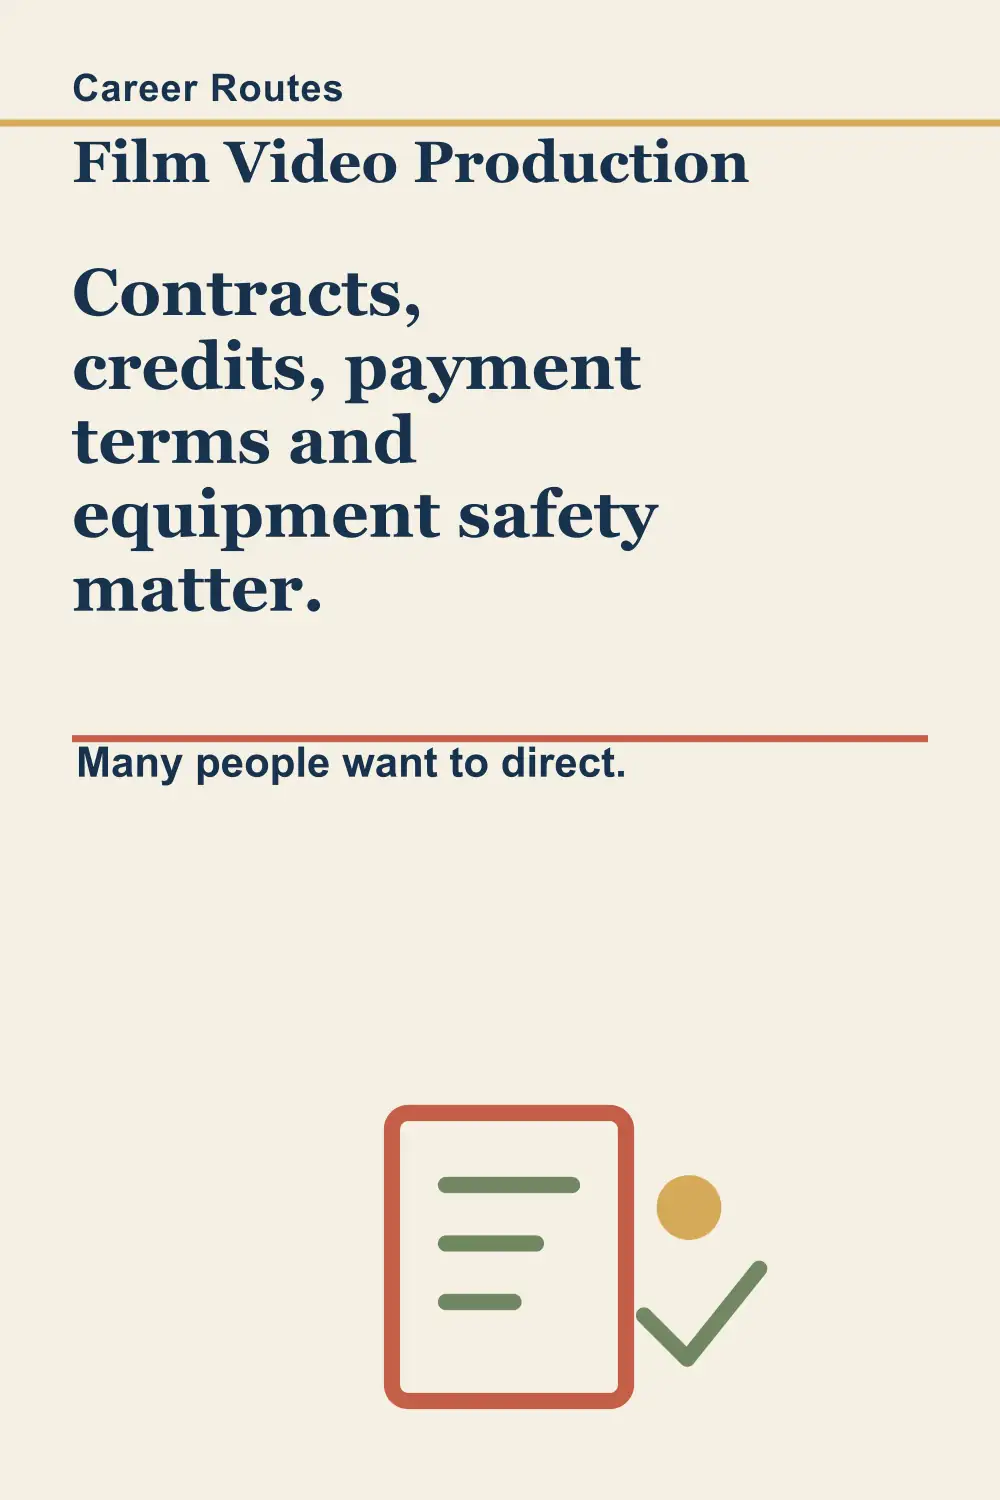 Career Routes
Film Video Production
Contracts,
credits, payment
terms and
equipment safety
matter.
Many people want to direct.